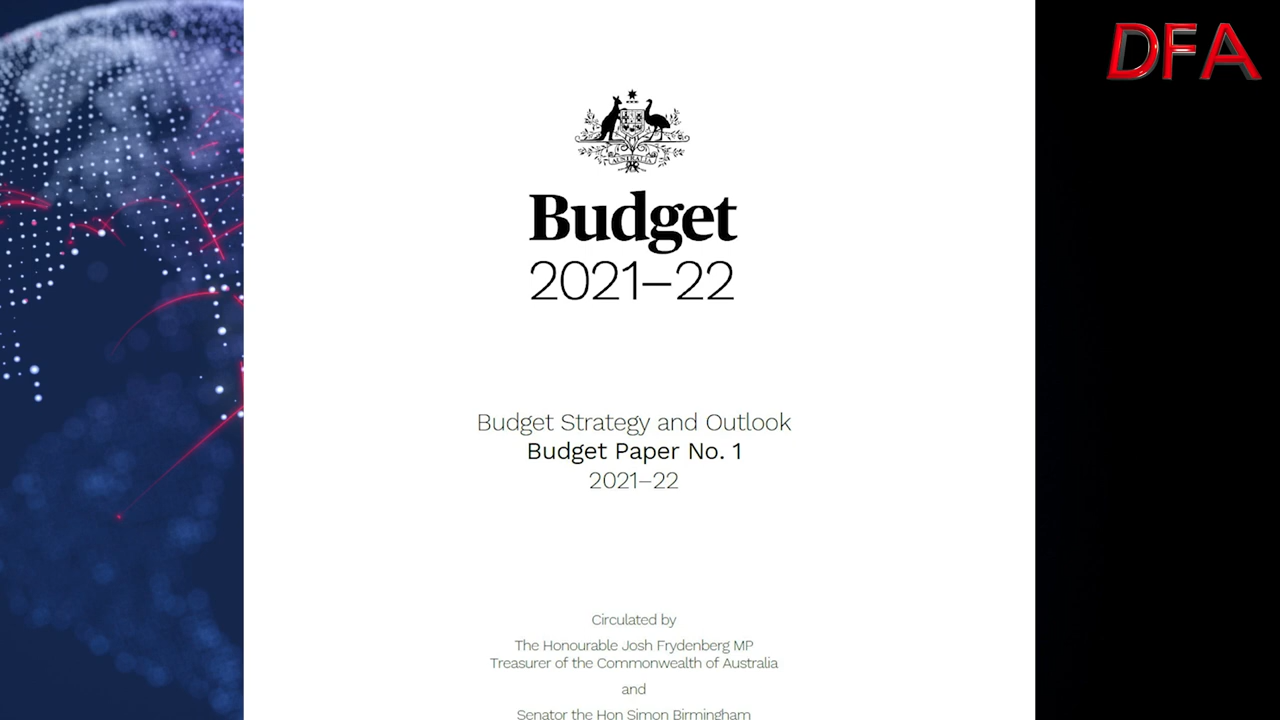 DFA
AUSTRALIA
Budget
2021–22
Budget Strategy and Outlook
Budget Paper No. 1
2021–22
Circulated by
The Honourable Josh Frydenberg MP
Treasurer of the Commonwealth of Australia
and
Senator the Hon Simon Birmingham